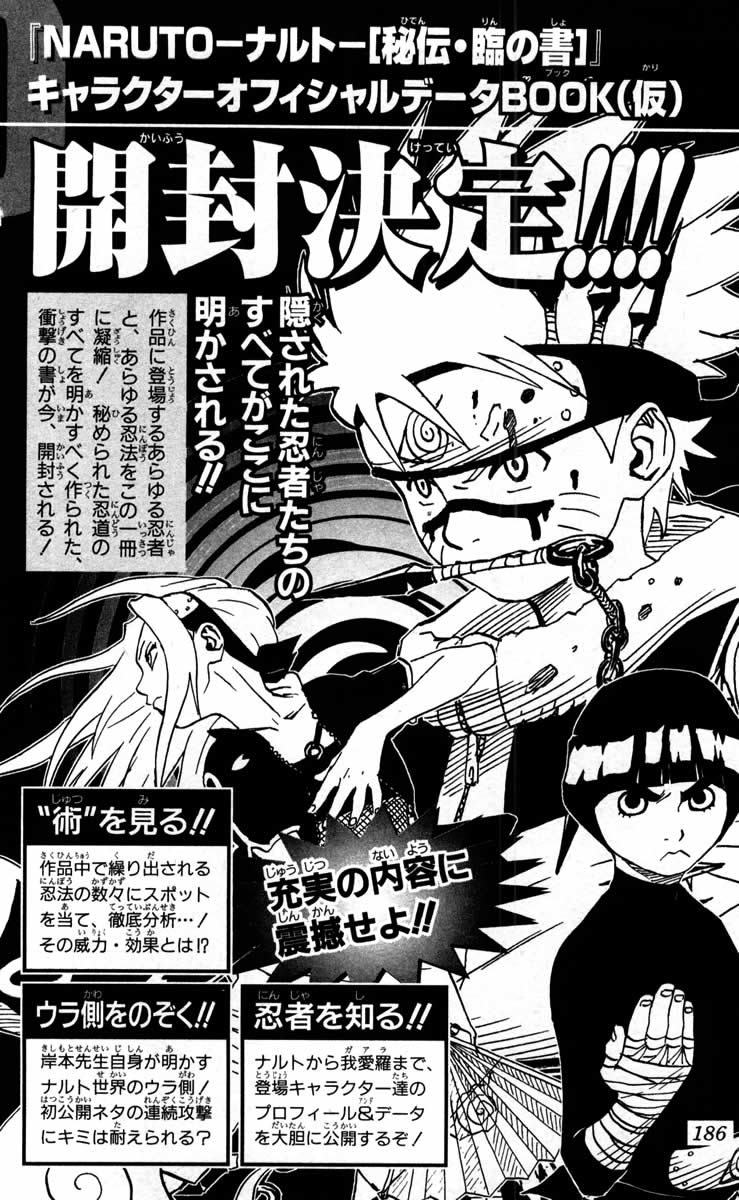 『NARUTO－ナルト－[秘伝・臨の書]』
キャラクターオフィシャルデータBOOK(仮)
開封決定!!!!
隠された忍者たちの
すべてがここに
明かされる!!
作品に登場するあらゆる忍者
と、あらゆる忍法をこの一冊
に凝縮！ 秘められた忍道の
すべてを明かすべく作られた、
衝撃の書が今、開封される！
“術”を見る!!
作品中で繰り出される
忍法の数々にスポット
を当て、徹底分析…！
その威力・効果とは!?
充実の内容に
震撼せよ!!
ウラ側をのぞく!!
岸本先生自身が明かす
ナルト世界のウラ側！
初公開ネタの連続攻撃
にキミは耐えられる？
忍者を知る!!
ナルトから我愛羅まで、
登場キャラクター達の
プロフィール&データ
を大胆に公開するぞ！
186